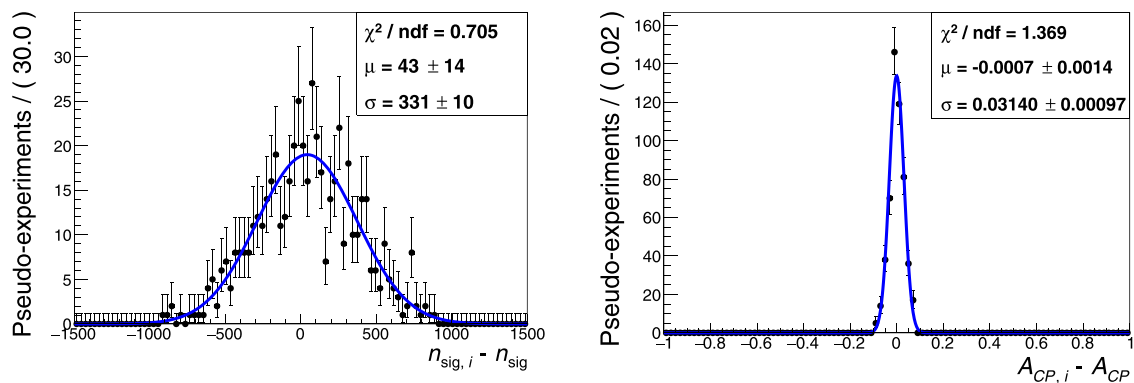 Pseudo-experiments / ( 30.0 )
χ² / ndf = 0.705
μ = 43 ± 14
σ = 331 ± 10
30
25
20
15
10
5
0
−1500 −1000 −500 0 500 1000 1500
n_sig, i - n_sig
Pseudo-experiments / ( 0.02 )
χ² / ndf = 1.369
μ = -0.0007 ± 0.0014
σ = 0.03140 ± 0.00097
160
140
120
100
80
60
40
20
0
−1 −0.8 −0.6 −0.4 −0.2 0 0.2 0.4 0.6 0.8 1
A_CP, i - A_CP